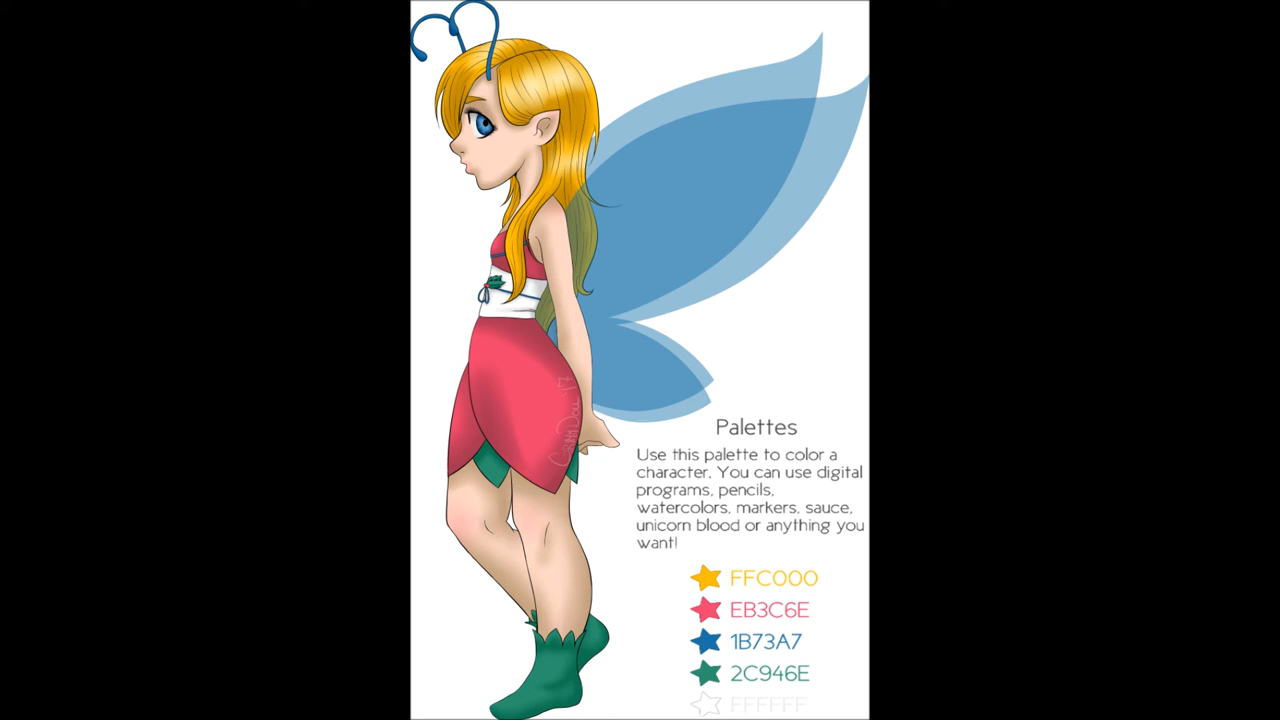 Palettes
Use this palette to color a
character. You can use digital
programs, pencils,
watercolors, markers, sauce,
unicorn blood or anything you
want!
FFC000
EB3C6E
1B73A7
2C946E
FFFFFF